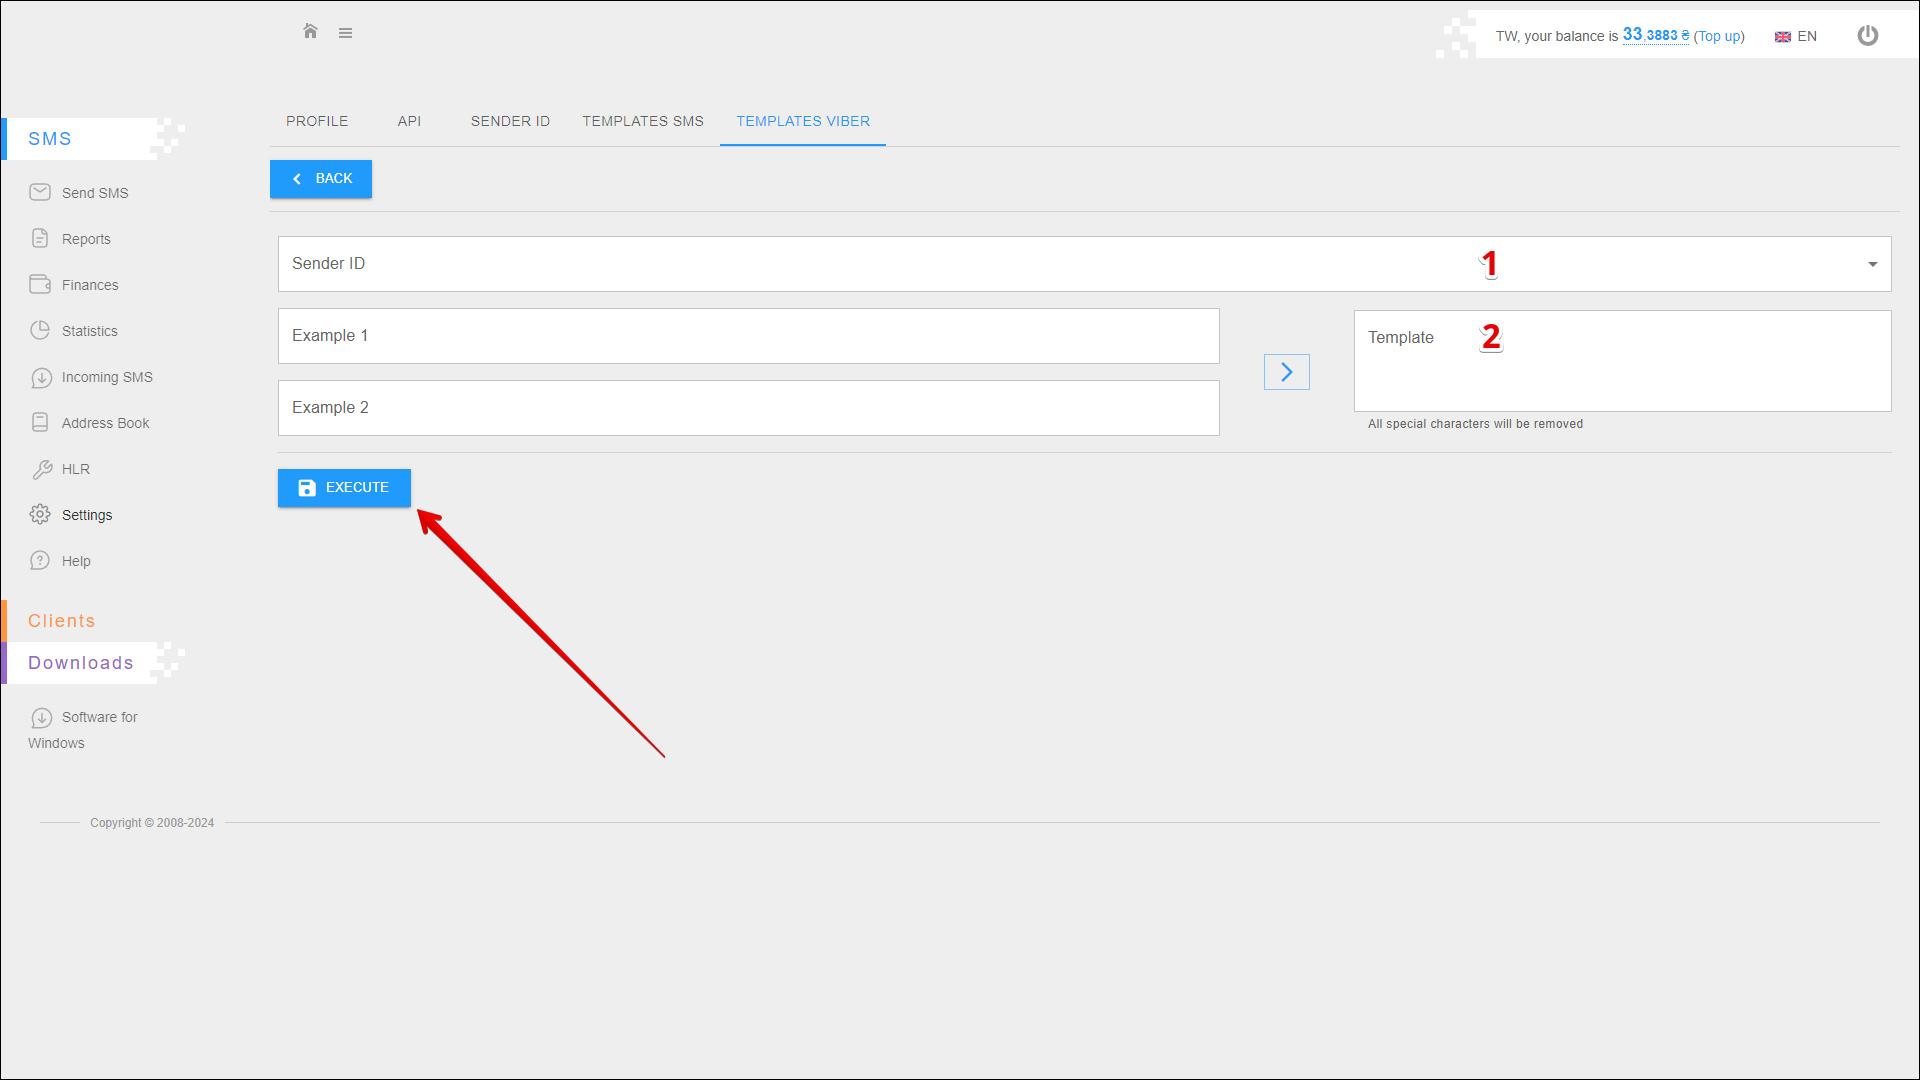 TW, your balance is 33,3883 ₴ (Top up)
EN
SMS
Send SMS
Reports
Finances
Statistics
Incoming SMS
Address Book
HLR
Settings
Help
Clients
Downloads
Software for
Windows
PROFILE
API
SENDER ID
TEMPLATES SMS
TEMPLATES VIBER
BACK
Sender ID
1
Example 1
Example 2
Template
2
All special characters will be removed
EXECUTE
Copyright © 2008-2024